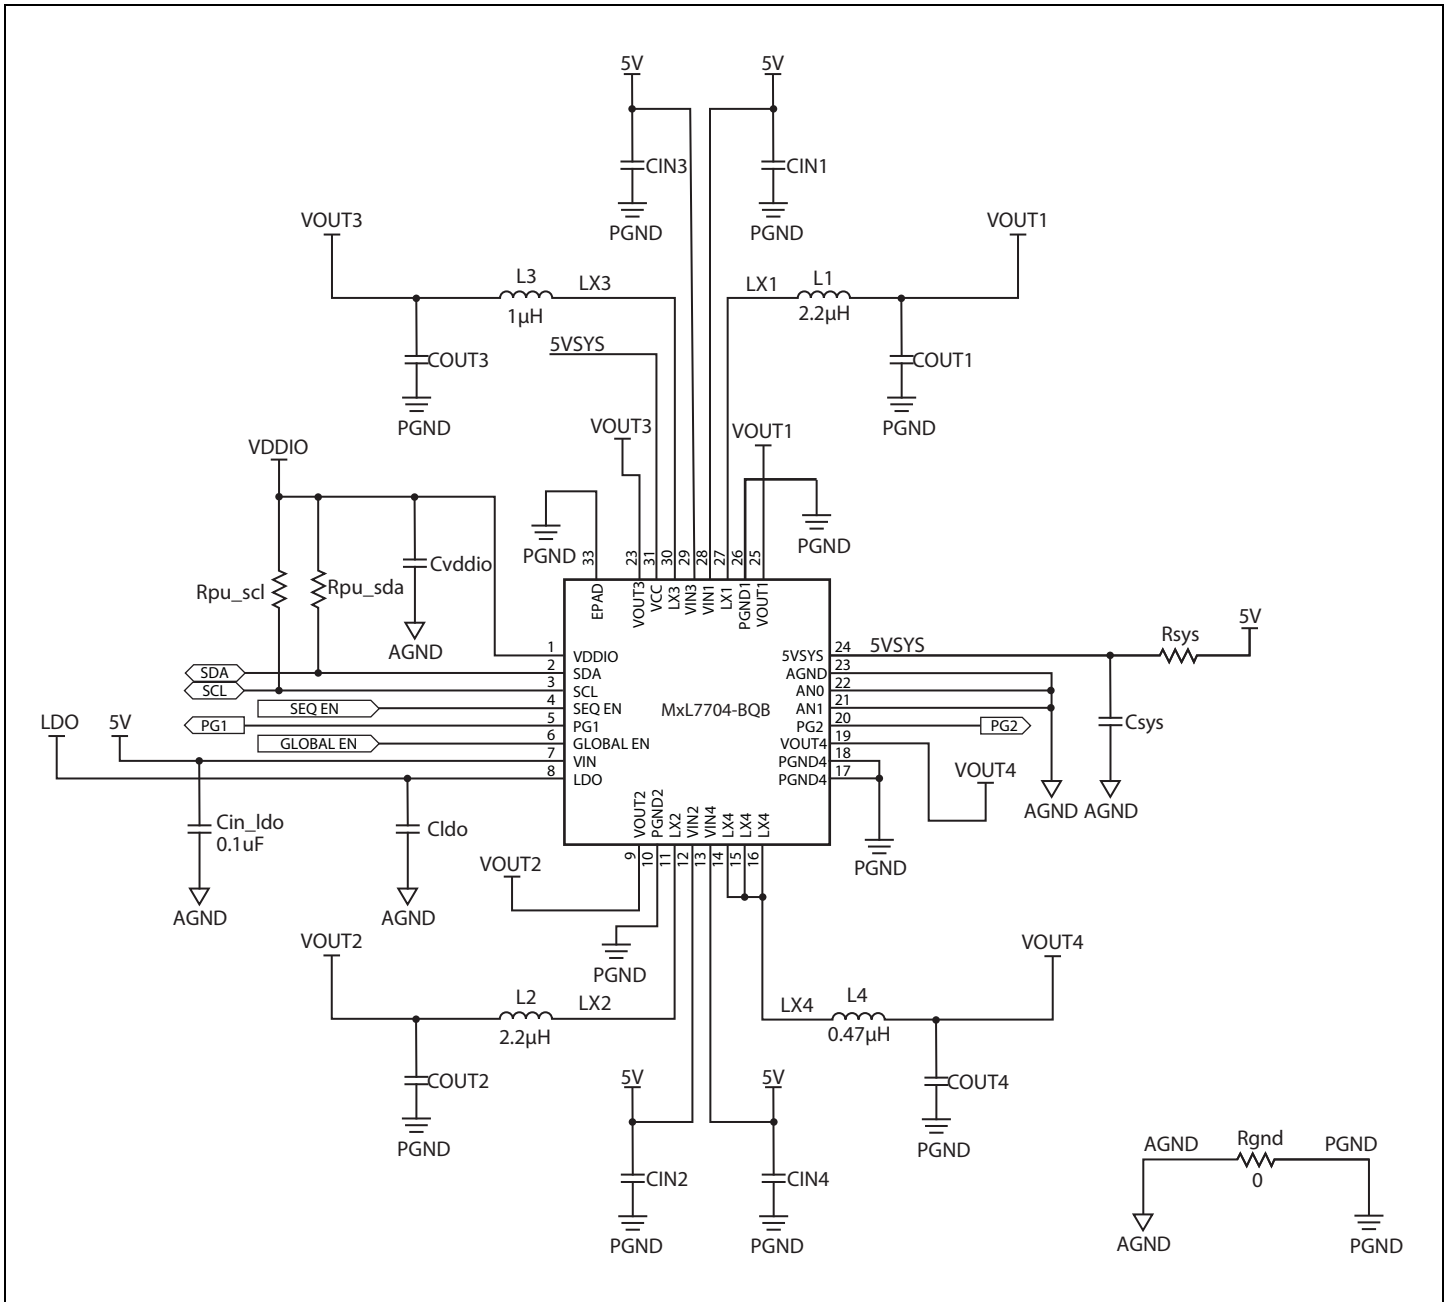 5V
5V
CIN3
CIN1
PGND
PGND
VOUT3
VOUT1
L3
LX3
1µH
LX1
L1
2.2µH
5VSYS
COUT3
COUT1
PGND
PGND
VOUT3
VOUT1
VDDIO
PGND
PGND
Cvddio
Rpu_scl
Rpu_sda
AGND
33
23
31
30
29
28
27
26
25
EPAD
VOUT3
VCC
LX3
VIN3
VIN1
LX1
PGND1
VOUT1
SDA
SCL
SEQ EN
PG1
GLOBAL EN
1
2
3
4
5
6
7
8
VDDIO
SDA
SCL
SEQ EN
PG1
GLOBAL EN
VIN
LDO
MxL7704-BQB
5VSYS
AGND
AN0
AN1
PG2
VOUT4
PGND4
PGND4
24
23
22
21
20
19
18
17
5VSYS
Rsys
5V
PG2
Csys
VOUT4
AGND
AGND
PGND
LDO
5V
Cin_ldo
0.1uF
Cldo
AGND
AGND
VOUT2
PGND2
LX2
VIN2
VIN4
LX4
LX4
LX4
9
10
11
12
13
14
15
16
VOUT2
PGND
VOUT2
L2
LX2
2.2µH
VOUT4
LX4
L4
0.47µH
COUT2
COUT4
PGND
PGND
5V
5V
CIN2
CIN4
PGND
PGND
AGND
Rgnd
PGND
0
AGND
PGND